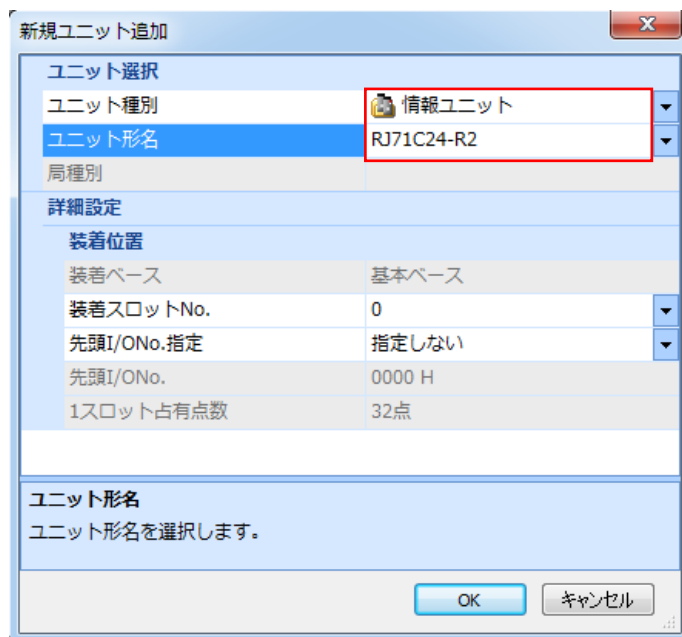 新規ユニット追加
ユニット選択
ユニット種別 情報ユニット
ユニット形名 RJ71C24-R2
局種別
詳細設定
装着位置
装着ベース 基本ベース
装着スロットNo. 0
先頭I/ONo.指定 指定しない
先頭I/ONo. 0000 H
1スロット占有点数 32点
ユニット形名
ユニット形名を選択します。
OK キャンセル